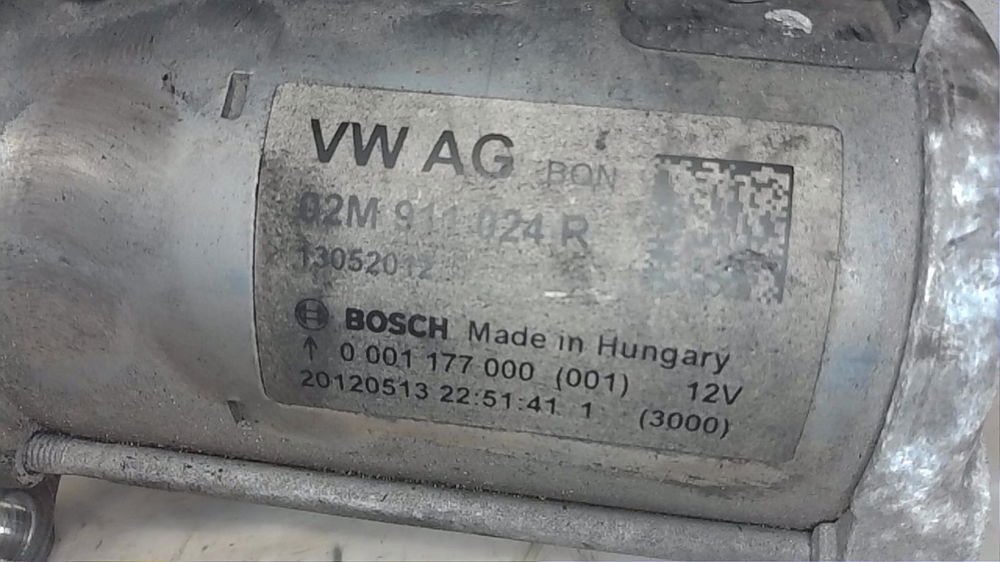 VW AG BQN
02M 911 024 R
13052012
BOSCH Made in Hungary
↑ 0 001 177 000 (001) 12V
20120513 22:51:41 1 (3000)